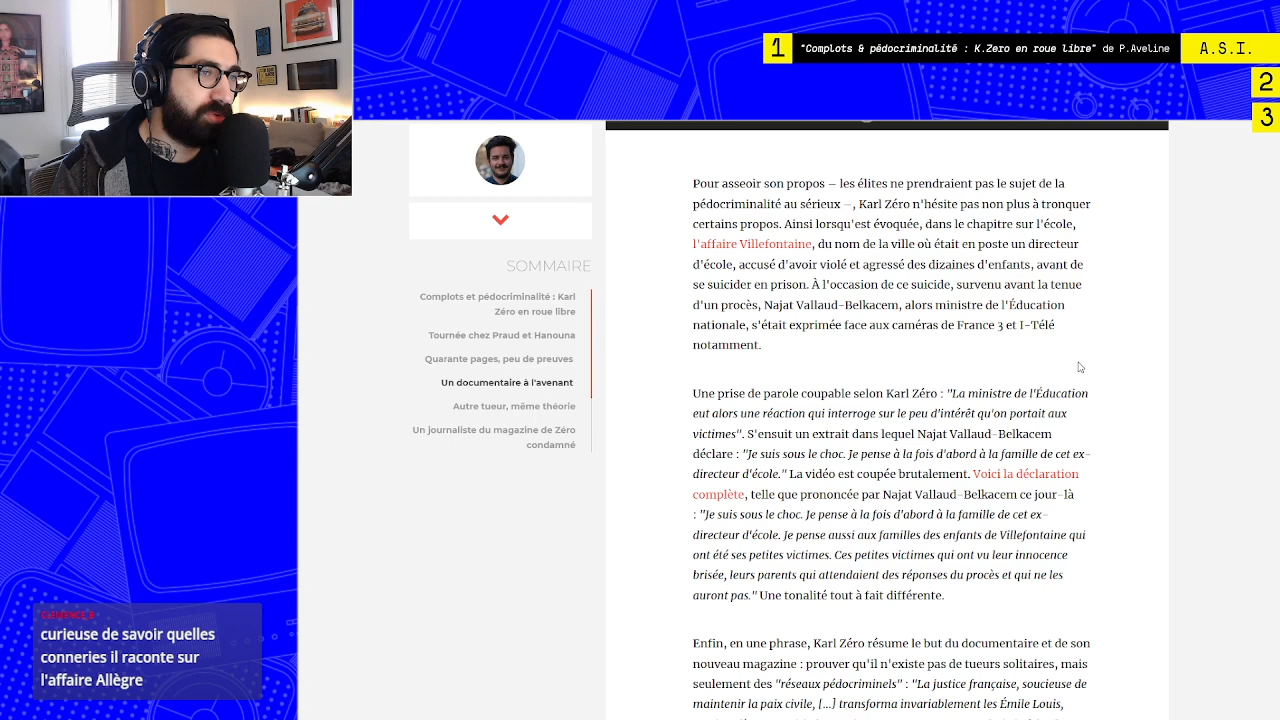 1 "Complots & pédocriminalité : K.Zero en roue libre" de P.Aveline A.S.I.
2
3
SOMMAIRE
Complots et pédocriminalité : Karl
Zéro en roue libre
Tournée chez Praud et Hanouna
Quarante pages, peu de preuves
Un documentaire à l'avenant
Autre tueur, même théorie
Un journaliste du magazine de Zéro
condamné
Pour asseoir son propos – les élites ne prendraient pas le sujet de la
pédocriminalité au sérieux –, Karl Zéro n'hésite pas non plus à tronquer
certains propos. Ainsi lorsqu'est évoquée, dans le chapitre sur l'école,
l'affaire Villefontaine, du nom de la ville où était en poste un directeur
d'école, accusé d'avoir violé et agressé des dizaines d'enfants, avant de
se suicider en prison. À l'occasion de ce suicide, survenu avant la tenue
d'un procès, Najat Vallaud-Belkacem, alors ministre de l'Éducation
nationale, s'était exprimée face aux caméras de France 3 et I-Télé
notamment.
Une prise de parole coupable selon Karl Zéro : "La ministre de l'Éducation
eut alors une réaction qui interroge sur le peu d'intérêt qu'on portait aux
victimes". S'ensuit un extrait dans lequel Najat Vallaud-Belkacem
déclare : "Je suis sous le choc. Je pense à la fois d'abord à la famille de cet ex-
directeur d'école." La vidéo est coupée brutalement. Voici la déclaration
complète, telle que prononcée par Najat Vallaud-Belkacem ce jour-là
: "Je suis sous le choc. Je pense à la fois d'abord à la famille de cet ex-
directeur d'école. Je pense aussi aux familles des enfants de Villefontaine qui
ont été ses petites victimes. Ces petites victimes qui ont vu leur innocence
brisée, leurs parents qui attendaient des réponses du procès et qui ne les
auront pas." Une tonalité tout à fait différente.
Enfin, en une phrase, Karl Zéro résume le but du documentaire et de son
nouveau magazine : prouver qu'il n'existe pas de tueurs solitaires, mais
seulement des "réseaux pédocriminels" : "La justice française, soucieuse de
maintenir la paix civile, [...] transforma invariablement les Émile Louis,
curieuse de savoir quelles
conneries il raconte sur
l'affaire Allègre